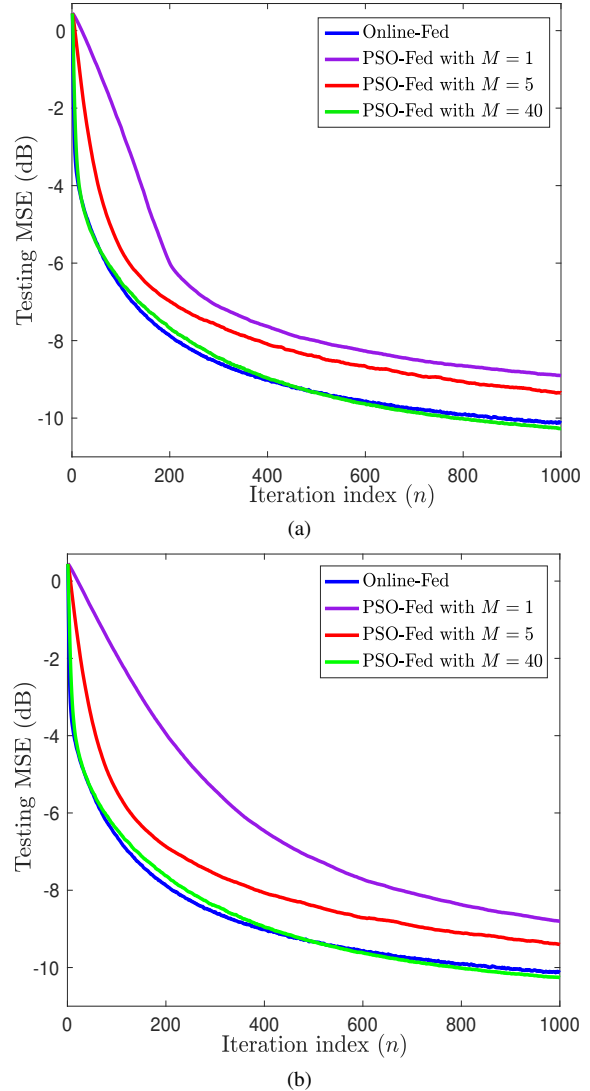 0
-2
-4
-6
-8
-10
Testing MSE (dB)
Online-Fed
PSO-Fed with M = 1
PSO-Fed with M = 5
PSO-Fed with M = 40
0 200 400 600 800 1000
Iteration index (n)
(a)
0
-2
-4
-6
-8
-10
Testing MSE (dB)
Online-Fed
PSO-Fed with M = 1
PSO-Fed with M = 5
PSO-Fed with M = 40
0 200 400 600 800 1000
Iteration index (n)
(b)